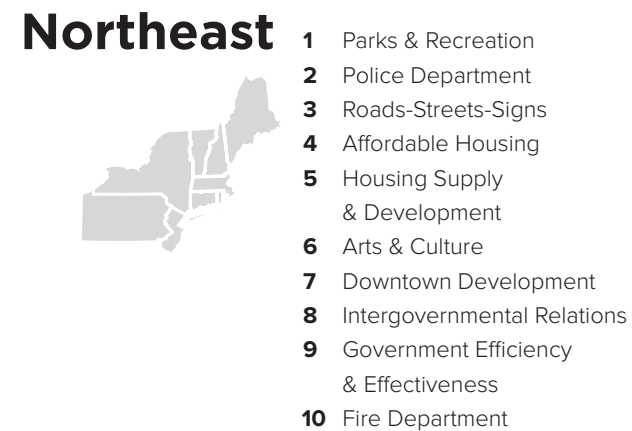 Northeast
1 Parks & Recreation
2 Police Department
3 Roads-Streets-Signs
4 Affordable Housing
5 Housing Supply
& Development
6 Arts & Culture
7 Downtown Development
8 Intergovernmental Relations
9 Government Efficiency
& Effectiveness
10 Fire Department